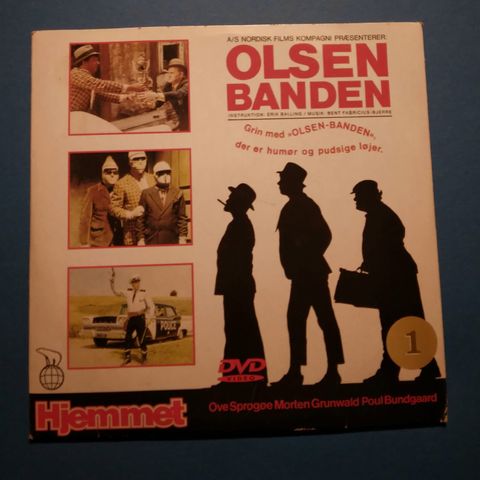 A/S NORDISK FILMS KOMPAGNI PRÆSENTERER:
OLSEN
BANDEN
INSTRUKTION: ERIK BALLING / MUSIK: BENT FABRICIUS-BJERRE
Grin med »OLSEN-BANDEN«,
der er humør og pudsige løjer.
POLICE
1
DVD
VIDEO
Hjemmet
Ove Sprogøe Morten Grunwald Poul Bundgaard